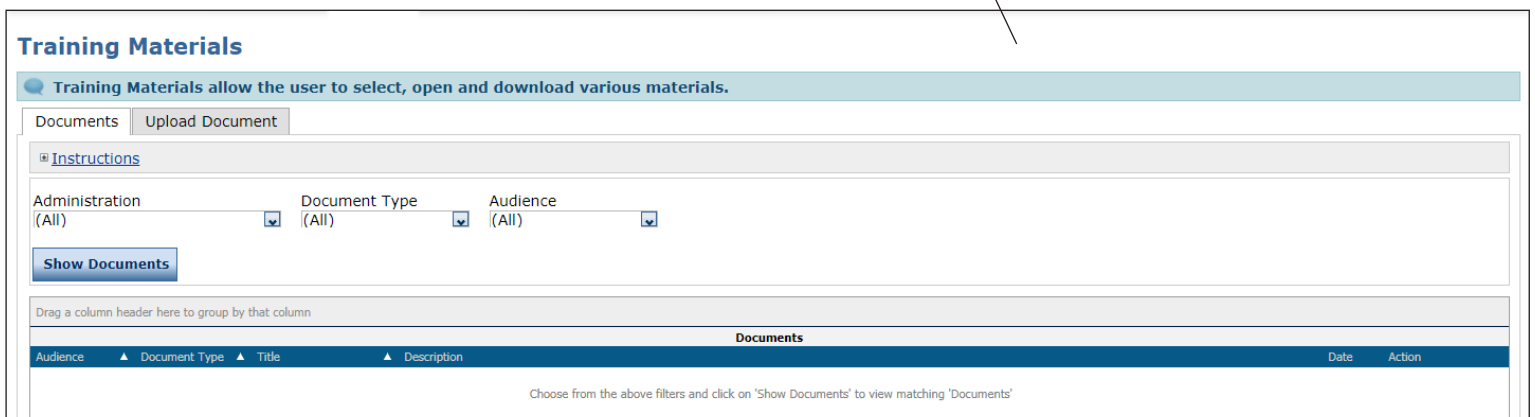 Training Materials
Training Materials allow the user to select, open and download various materials.
Documents Upload Document
Instructions
Administration Document Type Audience
(All) (All) (All)
Show Documents
Drag a column header here to group by that column
Documents
Audience Document Type Title Description Date Action
Choose from the above filters and click on 'Show Documents' to view matching 'Documents'